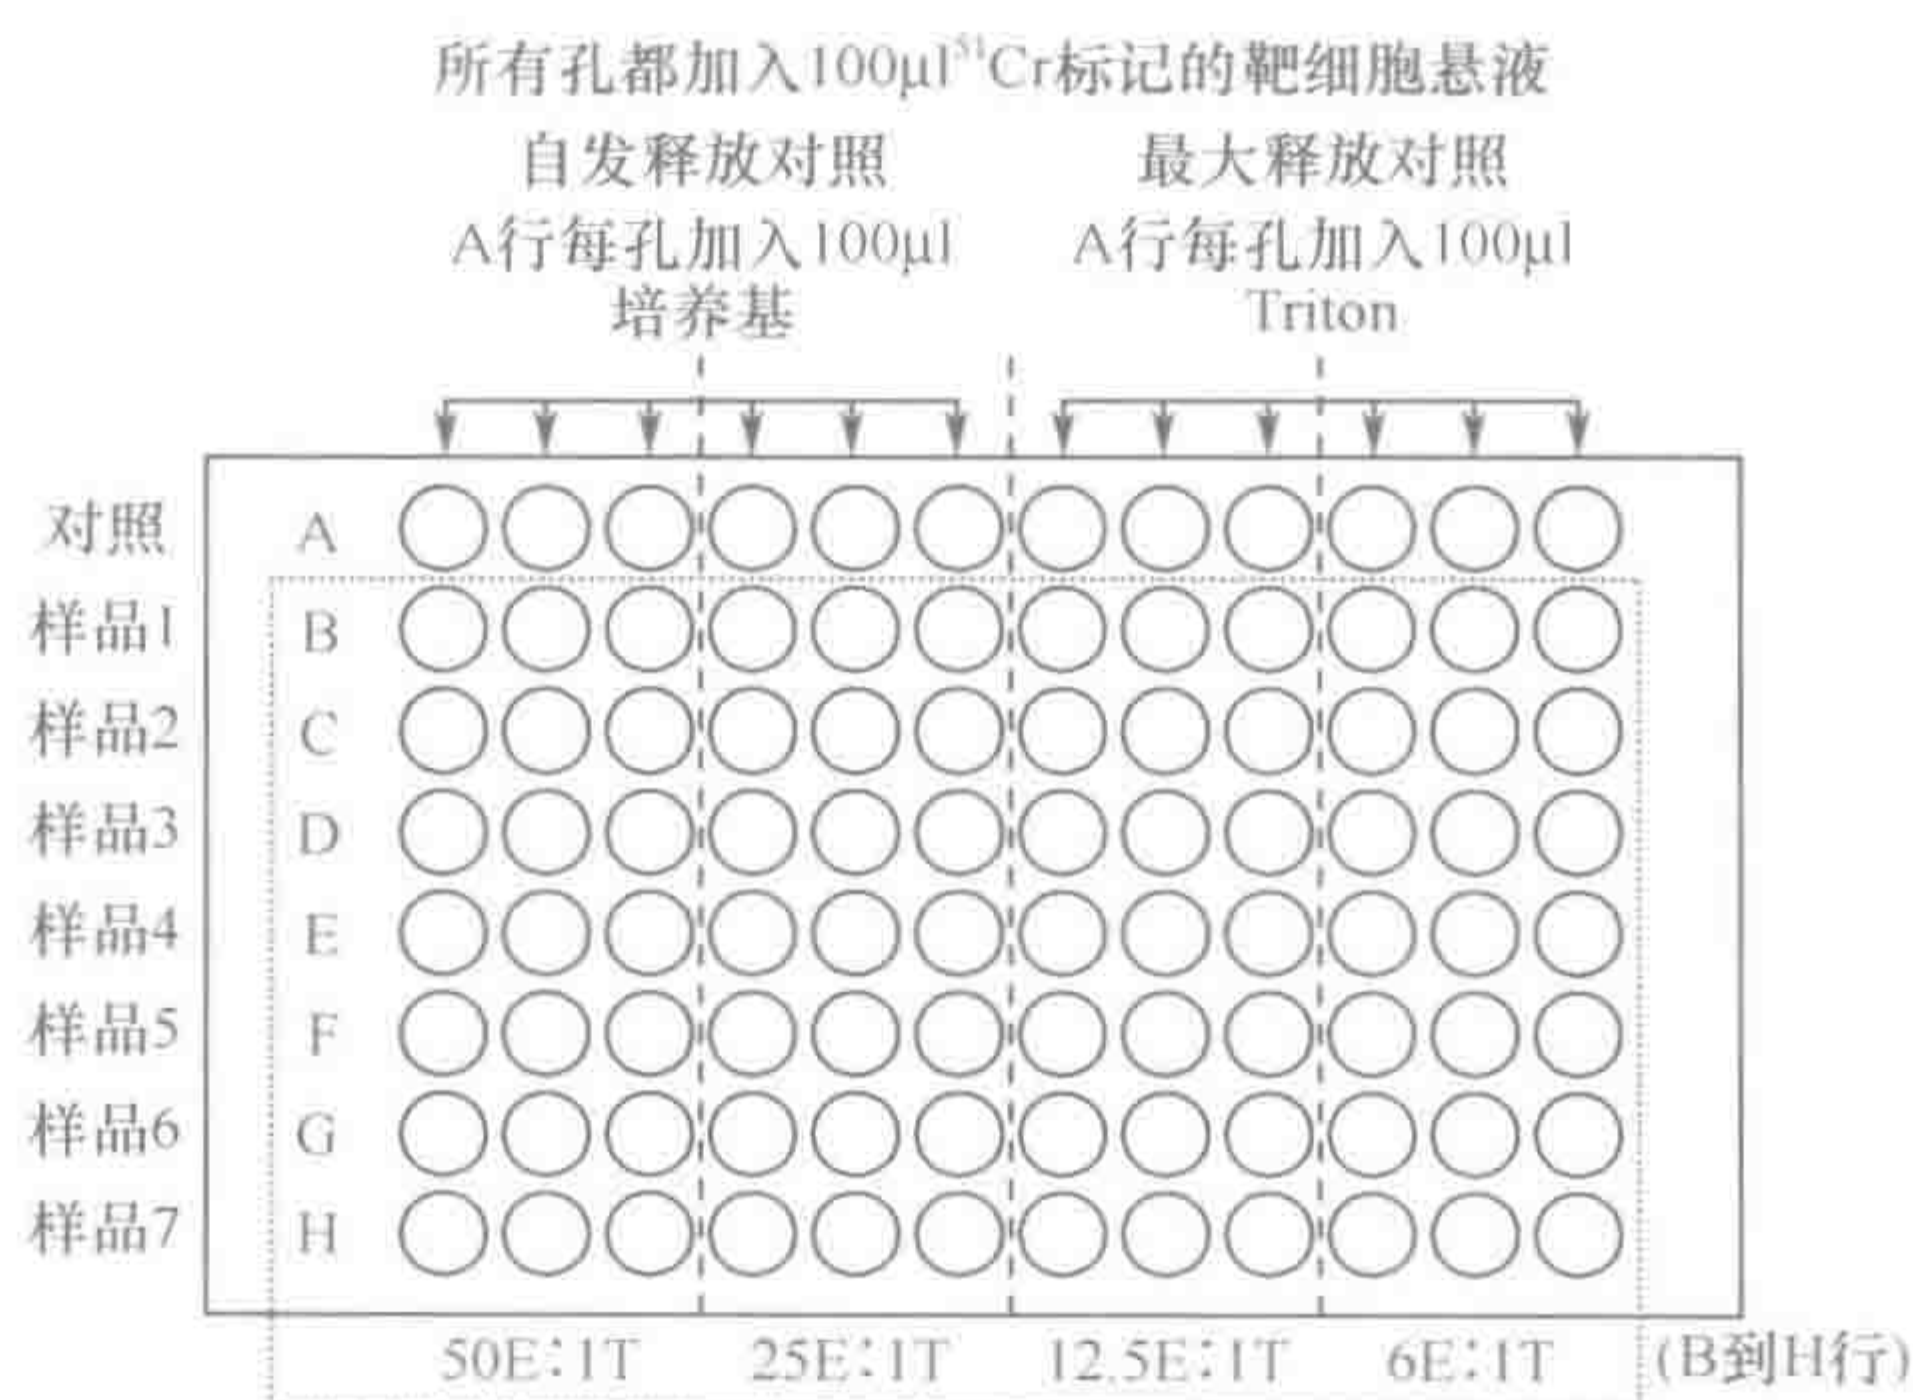 所有孔都加入100μl⁵¹Cr标记的靶细胞悬液
自发释放对照 最大释放对照
A行每孔加入100μl A行每孔加入100μl
培养基 Triton
对照 A
样品1 B
样品2 C
样品3 D
样品4 E
样品5 F
样品6 G
样品7 H
50E:1T 25E:1T 12.5E:1T 6E:1T (B到H行)